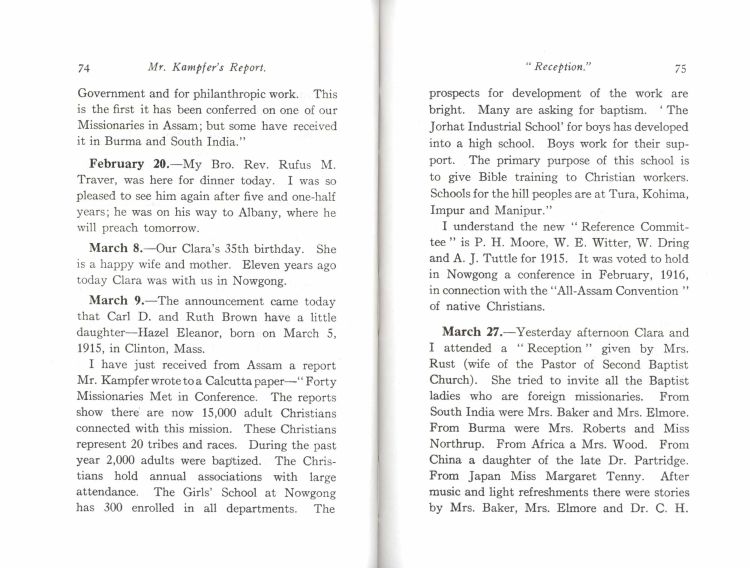 74 Mr. Kampfer's Report.
Government and for philanthropic work. This
is the first it has been conferred on one of our
Missionaries in Assam; but some have received
it in Burma and South India."
February 20.—My Bro. Rev. Rufus M.
Traver, was here for dinner today. I was so
pleased to see him again after five and one-half
years; he was on his way to Albany, where he
will preach tomorrow.
March 8.—Our Clara's 35th birthday. She
is a happy wife and mother. Eleven years ago
today Clara was with us in Nowgong.
March 9.—The announcement came today
that Carl D. and Ruth Brown have a little
daughter—Hazel Eleanor, born on March 5,
1915, in Clinton, Mass.
I have just received from Assam a report
Mr. Kampfer wrote to a Calcutta paper—"Forty
Missionaries Met in Conference. The reports
show there are now 15,000 adult Christians
connected with this mission. These Christians
represent 20 tribes and races. During the past
year 2,000 adults were baptized. The Chris-
tians hold annual associations with large
attendance. The Girls' School at Nowgong
has 300 enrolled in all departments. The
"Reception." 75
prospects for development of the work are
bright. Many are asking for baptism. ' The
Jorhat Industrial School' for boys has developed
into a high school. Boys work for their sup-
port. The primary purpose of this school is
to give Bible training to Christian workers.
Schools for the hill peoples are at Tura, Kohima,
Impur and Manipur."
I understand the new " Reference Commit-
tee " is P. H. Moore, W. E. Witter, W. Dring
and A. J. Tuttle for 1915. It was voted to hold
in Nowgong a conference in February, 1916,
in connection with the "All-Assam Convention "
of native Christians.
March 27.—Yesterday afternoon Clara and
I attended a " Reception " given by Mrs.
Rust (wife of the Pastor of Second Baptist
Church). She tried to invite all the Baptist
ladies who are foreign missionaries. From
South India were Mrs. Baker and Mrs. Elmore.
From Burma were Mrs. Roberts and Miss
Northrup. From Africa a Mrs. Wood. From
China a daughter of the late Dr. Partridge.
From Japan Miss Margaret Tenny. After
music and light refreshments there were stories
by Mrs. Baker, Mrs. Elmore and Dr. C. H.